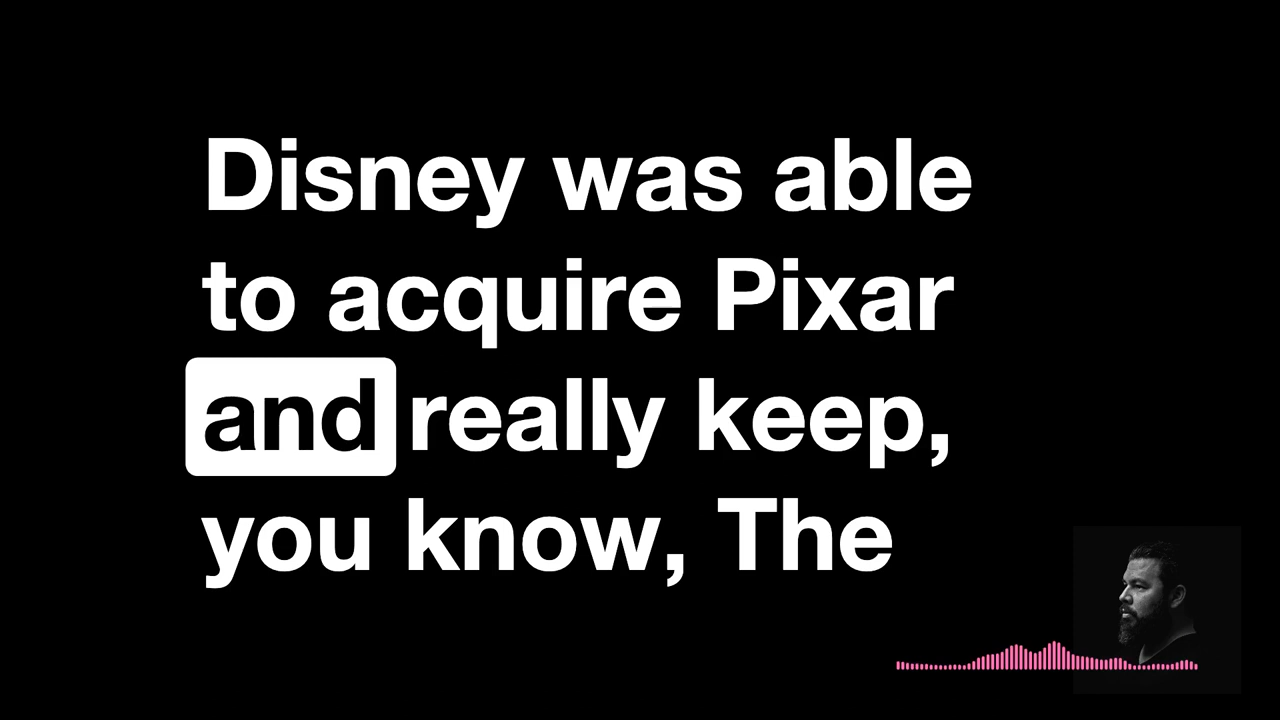 Disney was able
to acquire Pixar
and really keep,
you know, The